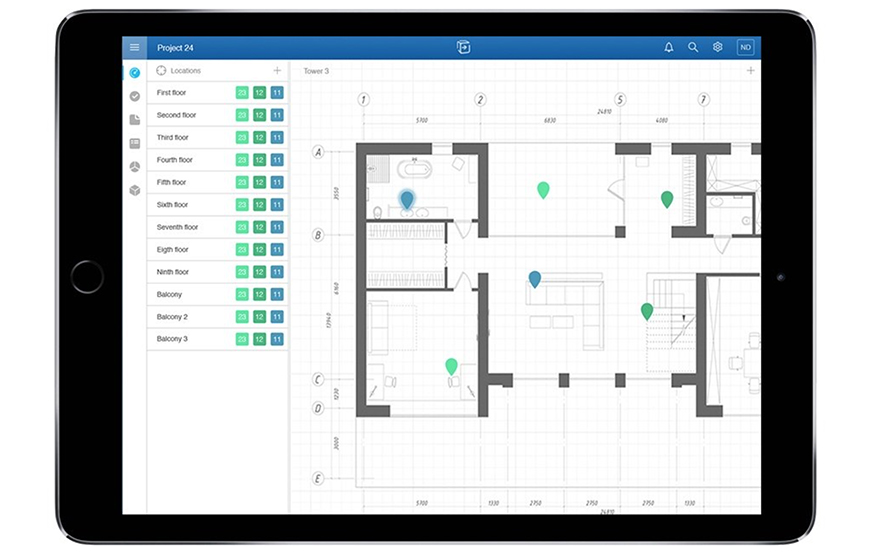 Project 24
ND
Locations +
Tower 3 +
First floor 23 12 11
Second floor 23 12 11
Third floor 23 12 11
Fourth floor 23 12 11
Fifth floor 23 12 11
Sixth floor 23 12 11
Seventh floor 23 12 11
Eigth floor 23 12 11
Ninth floor 23 12 11
Balcony 23 12 11
Balcony 2 23 12 11
Balcony 3 23 12 11
1 2 5 7
24810
5700 6830 4080
A
3550
B
6160
13940
C
1230
D
3000
E
5700 1330 2750 2750 2750 1330
24810